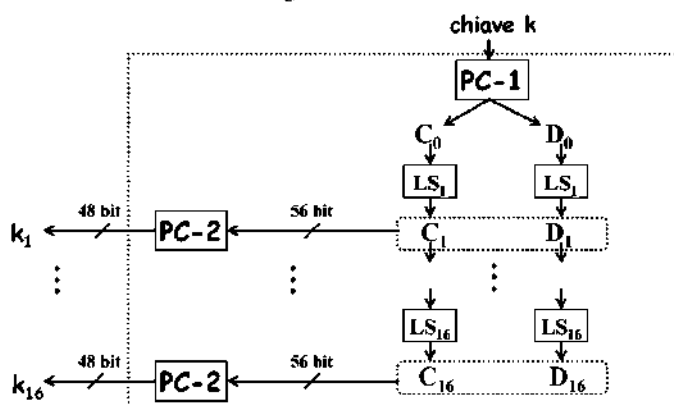 chiave k
PC-1
C0 D0
LS1 LS1
k1 48 bit PC-2 56 bit C1 D1
LS16 LS16
k16 48 bit PC-2 56 bit C16 D16